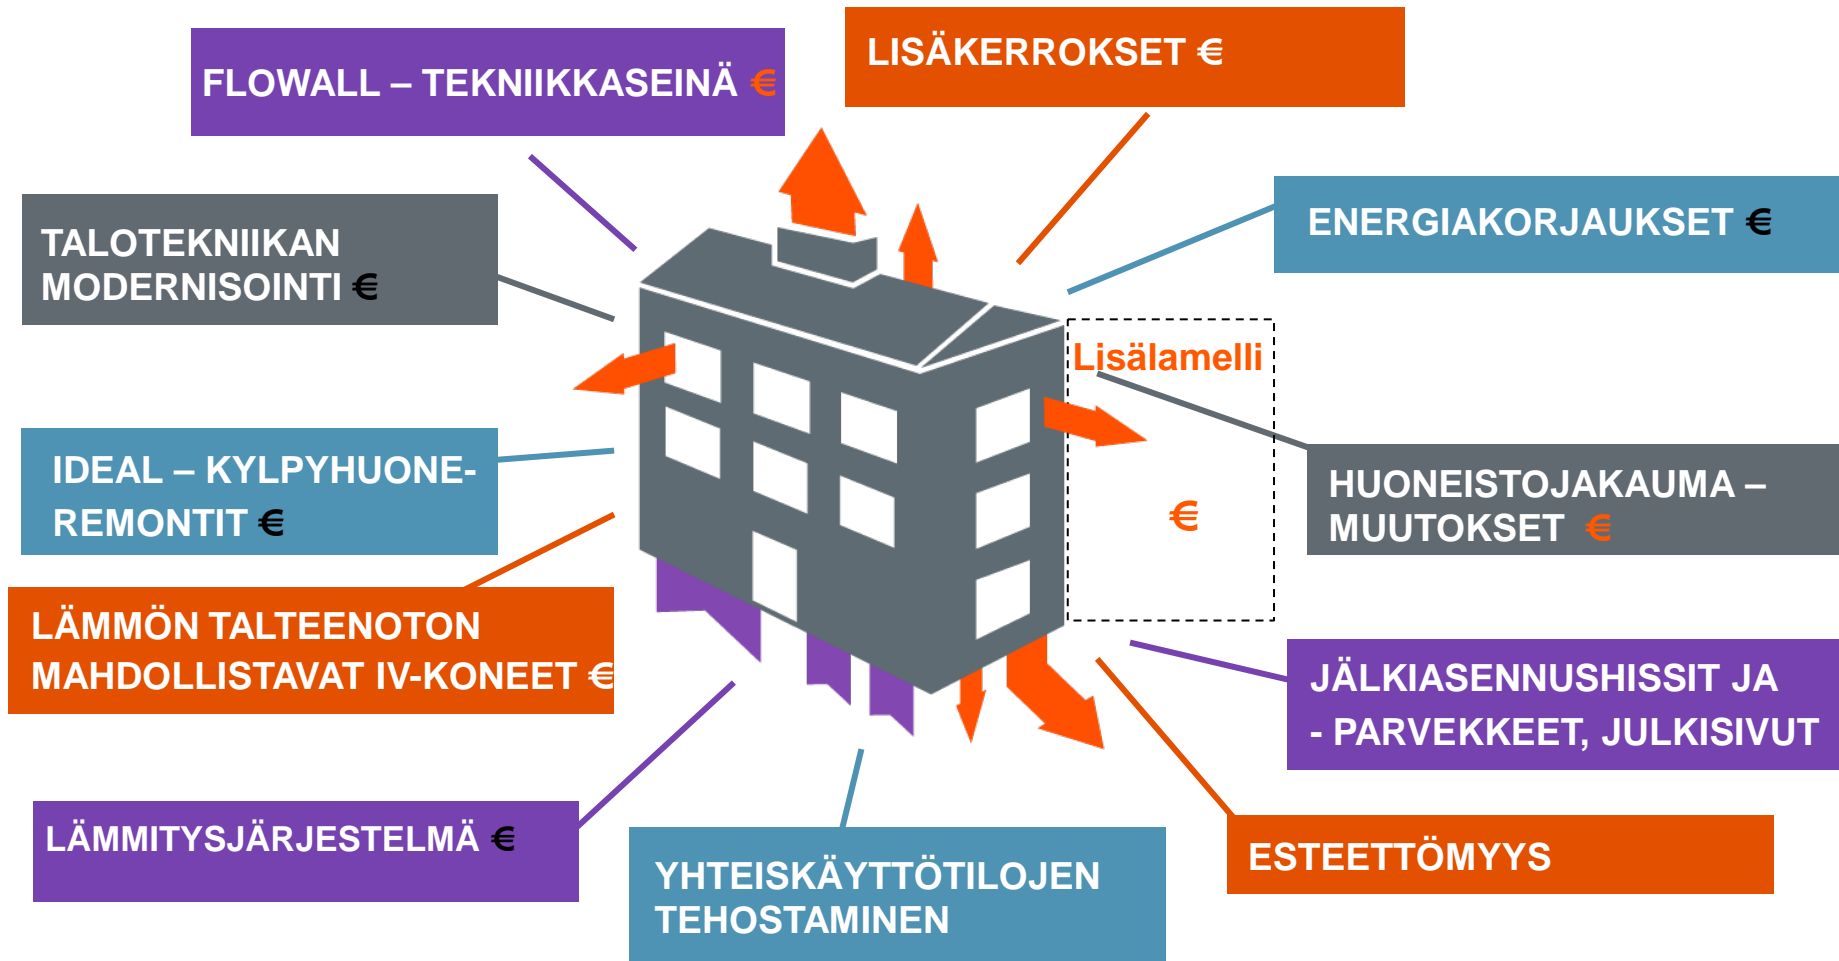 FLOWALL – TEKNIIKKASEINÄ €
LISÄKERROKSET €
TALOTEKNIIKAN
MODERNISOINTI €
ENERGIAKORJAUKSET €
Lisälamelli
€
IDEAL – KYLPYHUONE-
REMONTIT €
HUONEISTOJAKAUMA –
MUUTOKSET €
LÄMMÖN TALTEENOTON
MAHDOLLISTAVAT IV-KONEET €
JÄLKIASENNUSHISSIT JA
- PARVEKKEET, JULKISIVUT
LÄMMITYSJÄRJESTELMÄ €
YHTEISKÄYTTÖTILOJEN
TEHOSTAMINEN
ESTEETTÖMYYS